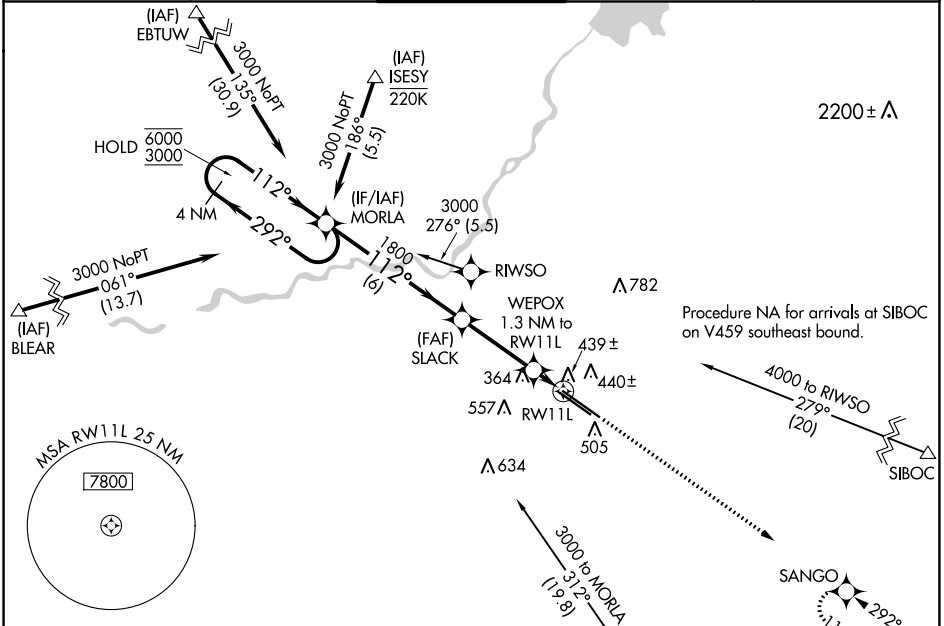 (IAF)
EBTUW
3000 NoPT
135°
(30.9)
(IAF)
ISESY
220K
3000 NoPT
186°
(5.5)
2200 ±
HOLD 6000
3000
4 NM
112°
292°
(IF/IAF)
MORLA
3000
276° (5.5)
1800
112°
(6)
RIWSO
3000 NoPT
061°
(13.7)
(IAF)
BLEAR
782
WEPOX
1.3 NM to
RW11L
(FAF)
SLACK
439 ±
364
440 ±
557
RW11L
505
634
Procedure NA for arrivals at SIBOC
on V459 southeast bound.
4000 to RIWSO
279°
(20)
SIBOC
MSA RW11L 25 NM
7800
3000 to MORLA
312°
(19.8)
SANGO
292°